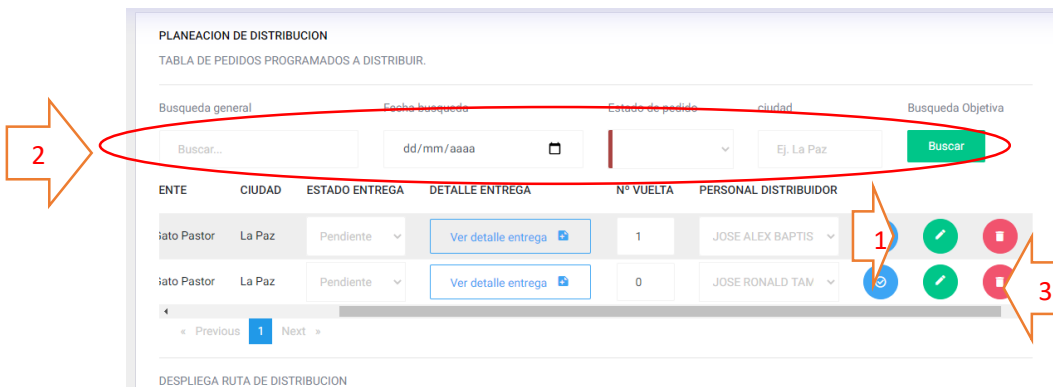 PLANEACION DE DISTRIBUCION
TABLA DE PEDIDOS PROGRAMADOS A DISTRIBUIR.
Busqueda general Fecha busqueda Estado de pedido ciudad Busqueda Objetiva
2 Buscar... dd/mm/aaaa Ej. La Paz Buscar
ENTE CIUDAD ESTADO ENTREGA DETALLE ENTREGA Nº VUELTA PERSONAL DISTRIBUIDOR
Gato Pastor La Paz Pendiente Ver detalle entrega 1 JOSE ALEX BAPTIS 1
Gato Pastor La Paz Pendiente Ver detalle entrega 0 JOSE RONALD TAM 3
« Previous 1 Next »
DESPLIEGA RUTA DE DISTRIBUCION